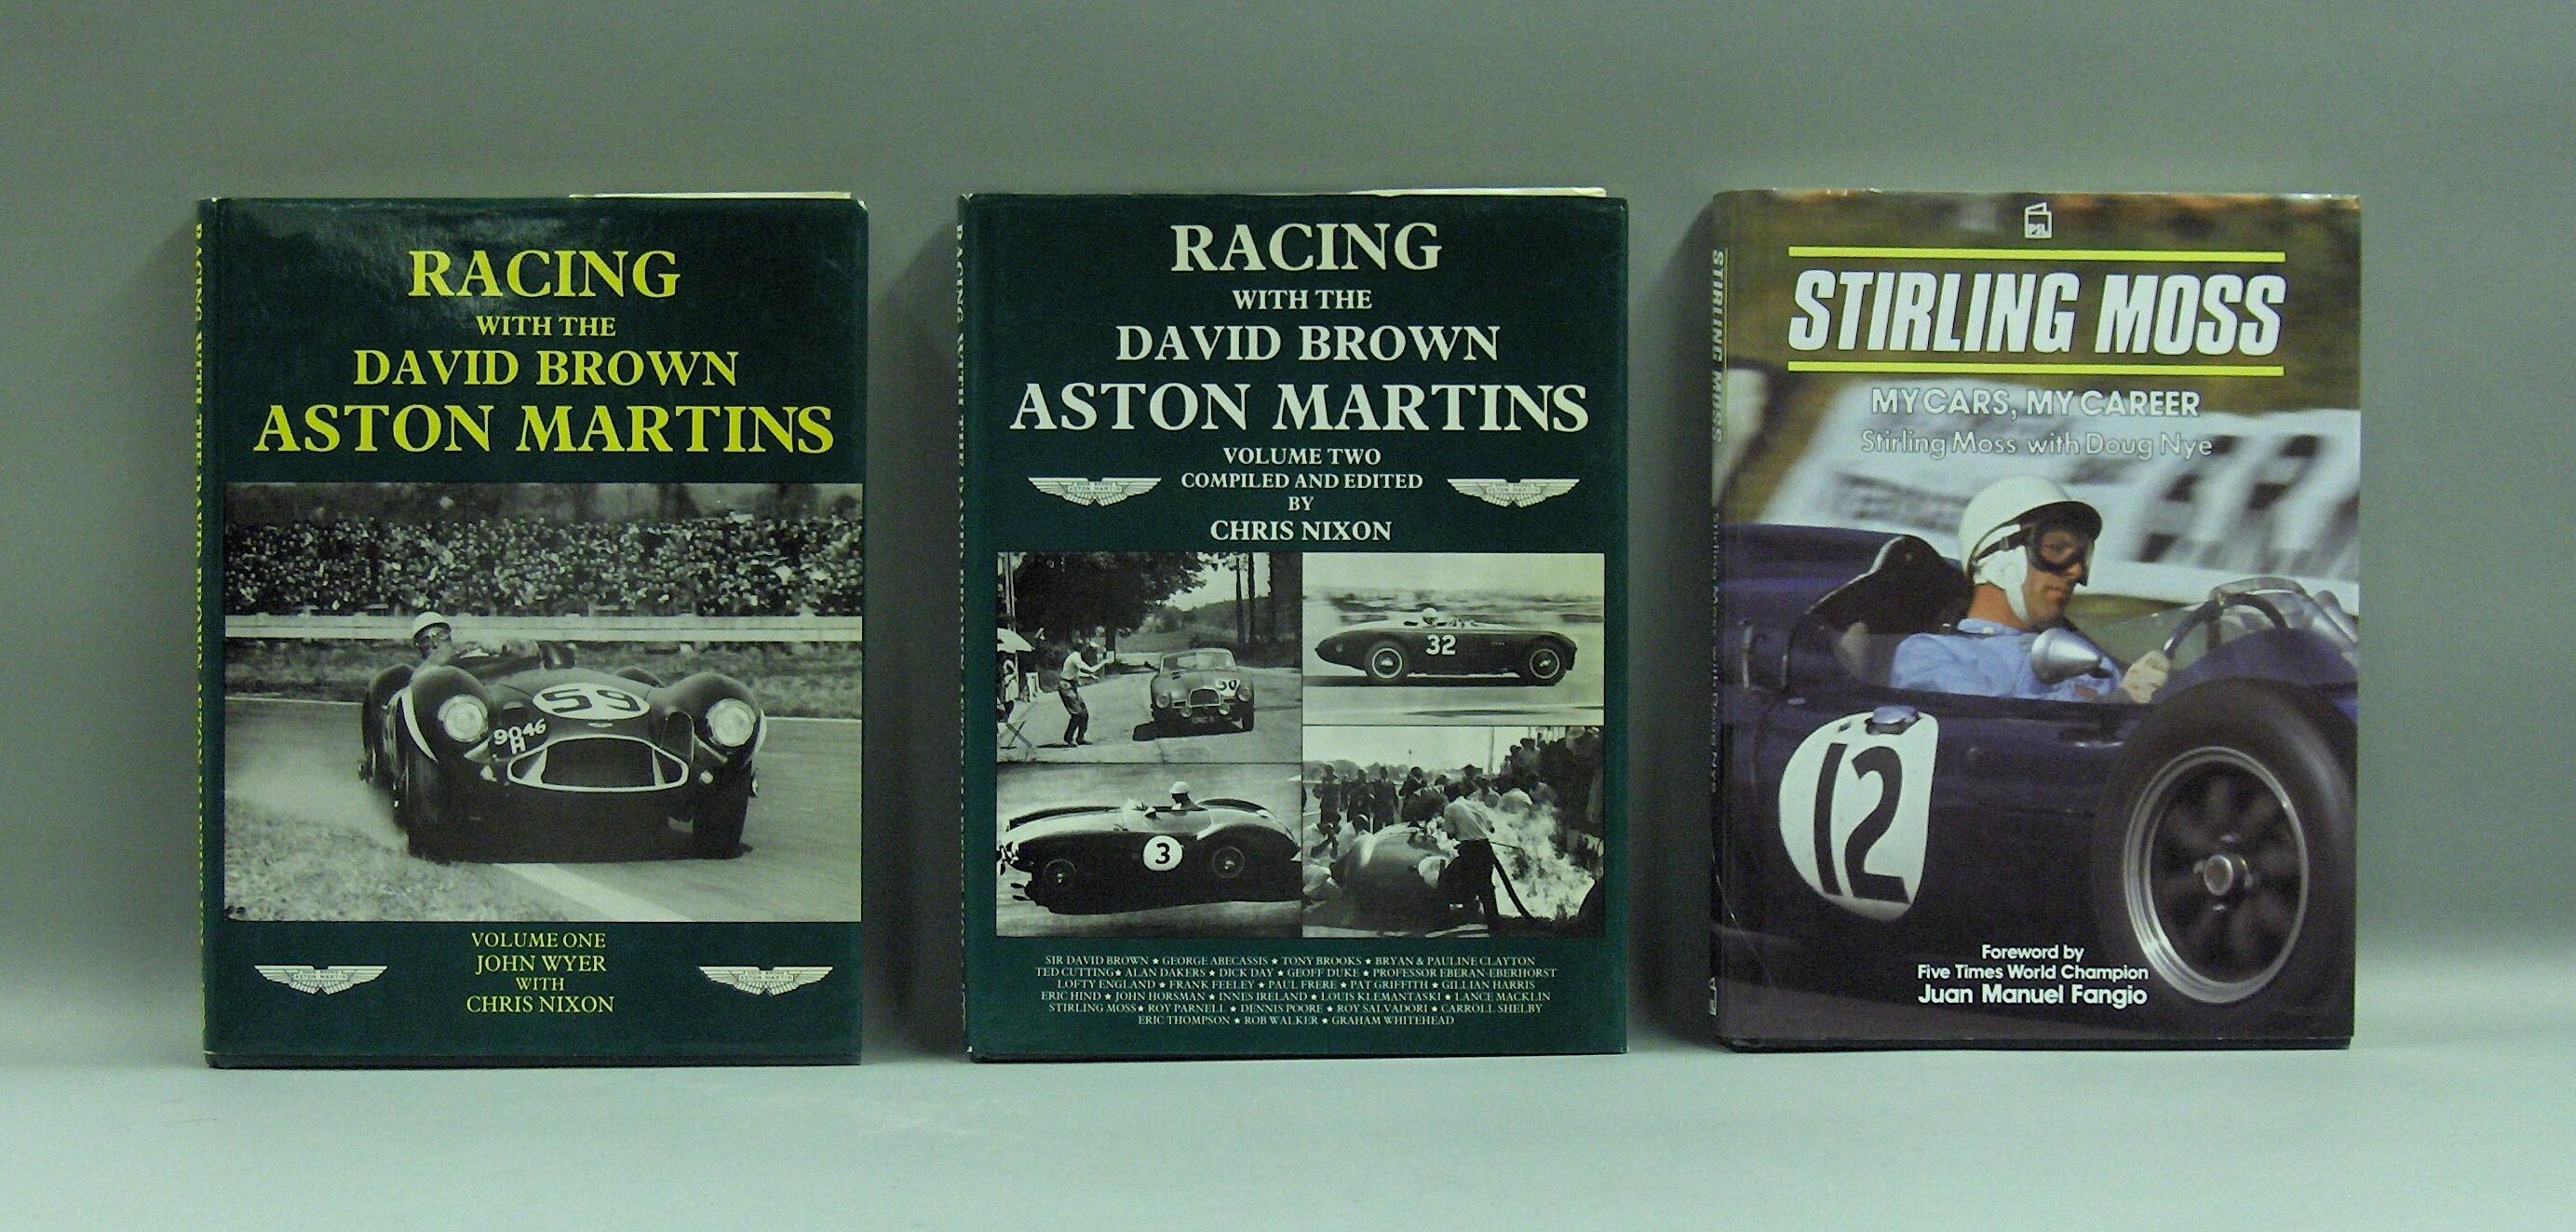 RACING
WITH THE
DAVID BROWN
ASTON MARTINS
59
9046
H
VOLUME ONE
JOHN WYER
WITH
CHRIS NIXON
RACING
WITH THE
DAVID BROWN
ASTON MARTINS
VOLUME TWO
COMPILED AND EDITED
BY
CHRIS NIXON
32
3
SIR DAVID BROWN ★ GEORGE ABECASSIS ★ TONY BROOKS ★ BRYAN & PAULINE CLAYTON
TED CUTTING ★ ALAN DAKERS ★ DICK DAY ★ GEOFF DUKE ★ PROFESSOR EBERAN-EBERHORST
LOFTY ENGLAND ★ FRANK FEELEY ★ PAUL FRERE ★ PAT GRIFFITH ★ GILLIAN HARRIS
ERIC HIND ★ JOHN HORSMAN ★ INNES IRELAND ★ LOUIS KLEMANTASKI ★ LANCE MACKLIN
STIRLING MOSS ★ ROY PARNELL ★ DENNIS POORE ★ ROY SALVADORI ★ CARROLL SHELBY
ERIC THOMPSON ★ ROB WALKER ★ GRAHAM WHITEHEAD
STIRLING MOSS
PSL
STIRLING MOSS
MY CARS, MY CAREER
Stirling Moss with Doug Nye
12
Foreword by
Five Times World Champion
Juan Manuel Fangio